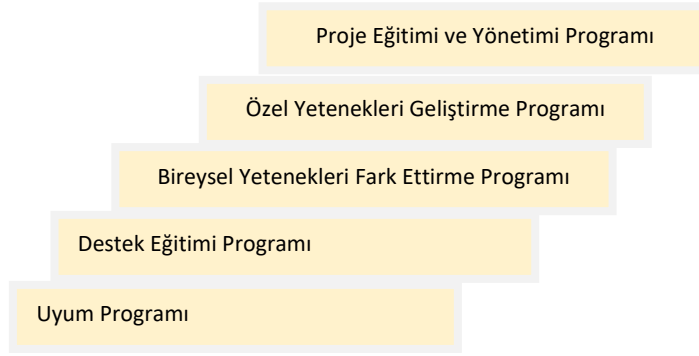 Proje Eğitimi ve Yönetimi Programı
Özel Yetenekleri Geliştirme Programı
Bireysel Yetenekleri Fark Ettirme Programı
Destek Eğitimi Programı
Uyum Programı